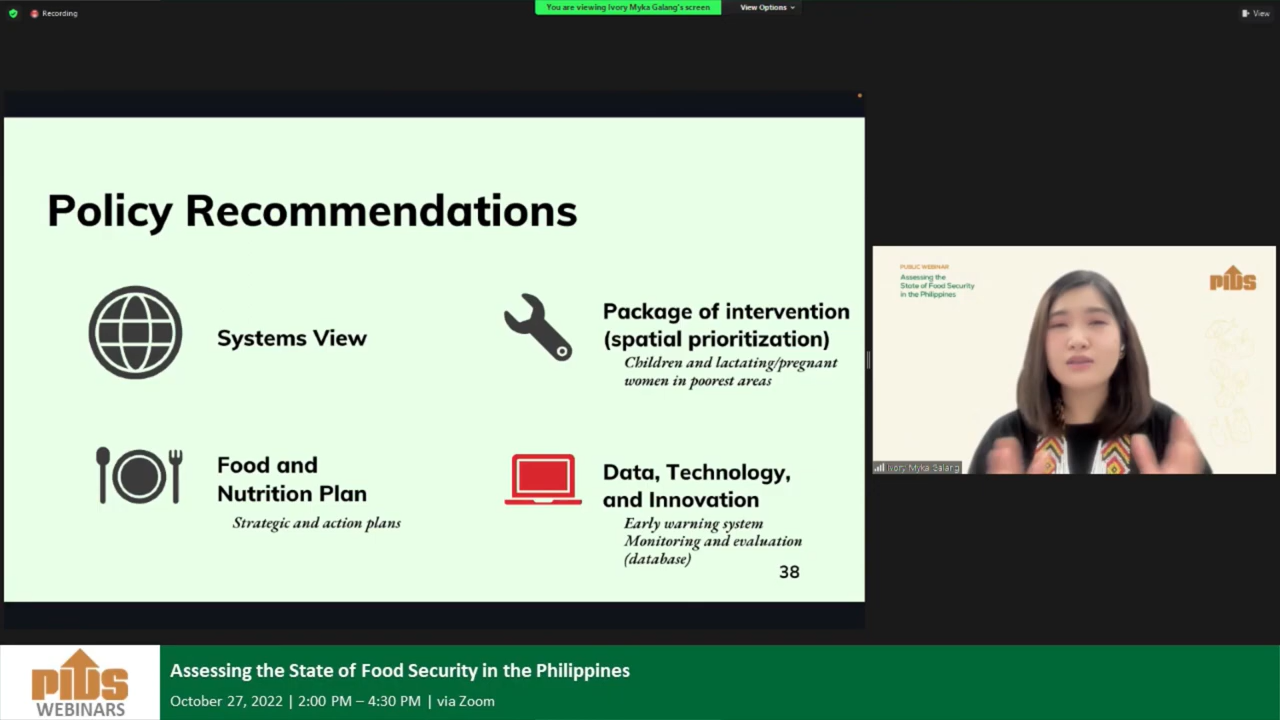 Recording
You are viewing Ivory Myka Galang's screen
View Options
View
Policy Recommendations
Systems View
Package of intervention
(spatial prioritization)
Children and lactating/pregnant
women in poorest areas
Food and
Nutrition Plan
Strategic and action plans
Data, Technology,
and Innovation
Early warning system
Monitoring and evaluation
(database)
38
PUBLIC WEBINAR
Assessing the
State of Food Security
in the Philippines
PIDS
Ivory Myka Galang
PIDS
WEBINARS
Assessing the State of Food Security in the Philippines
October 27, 2022 | 2:00 PM – 4:30 PM | via Zoom